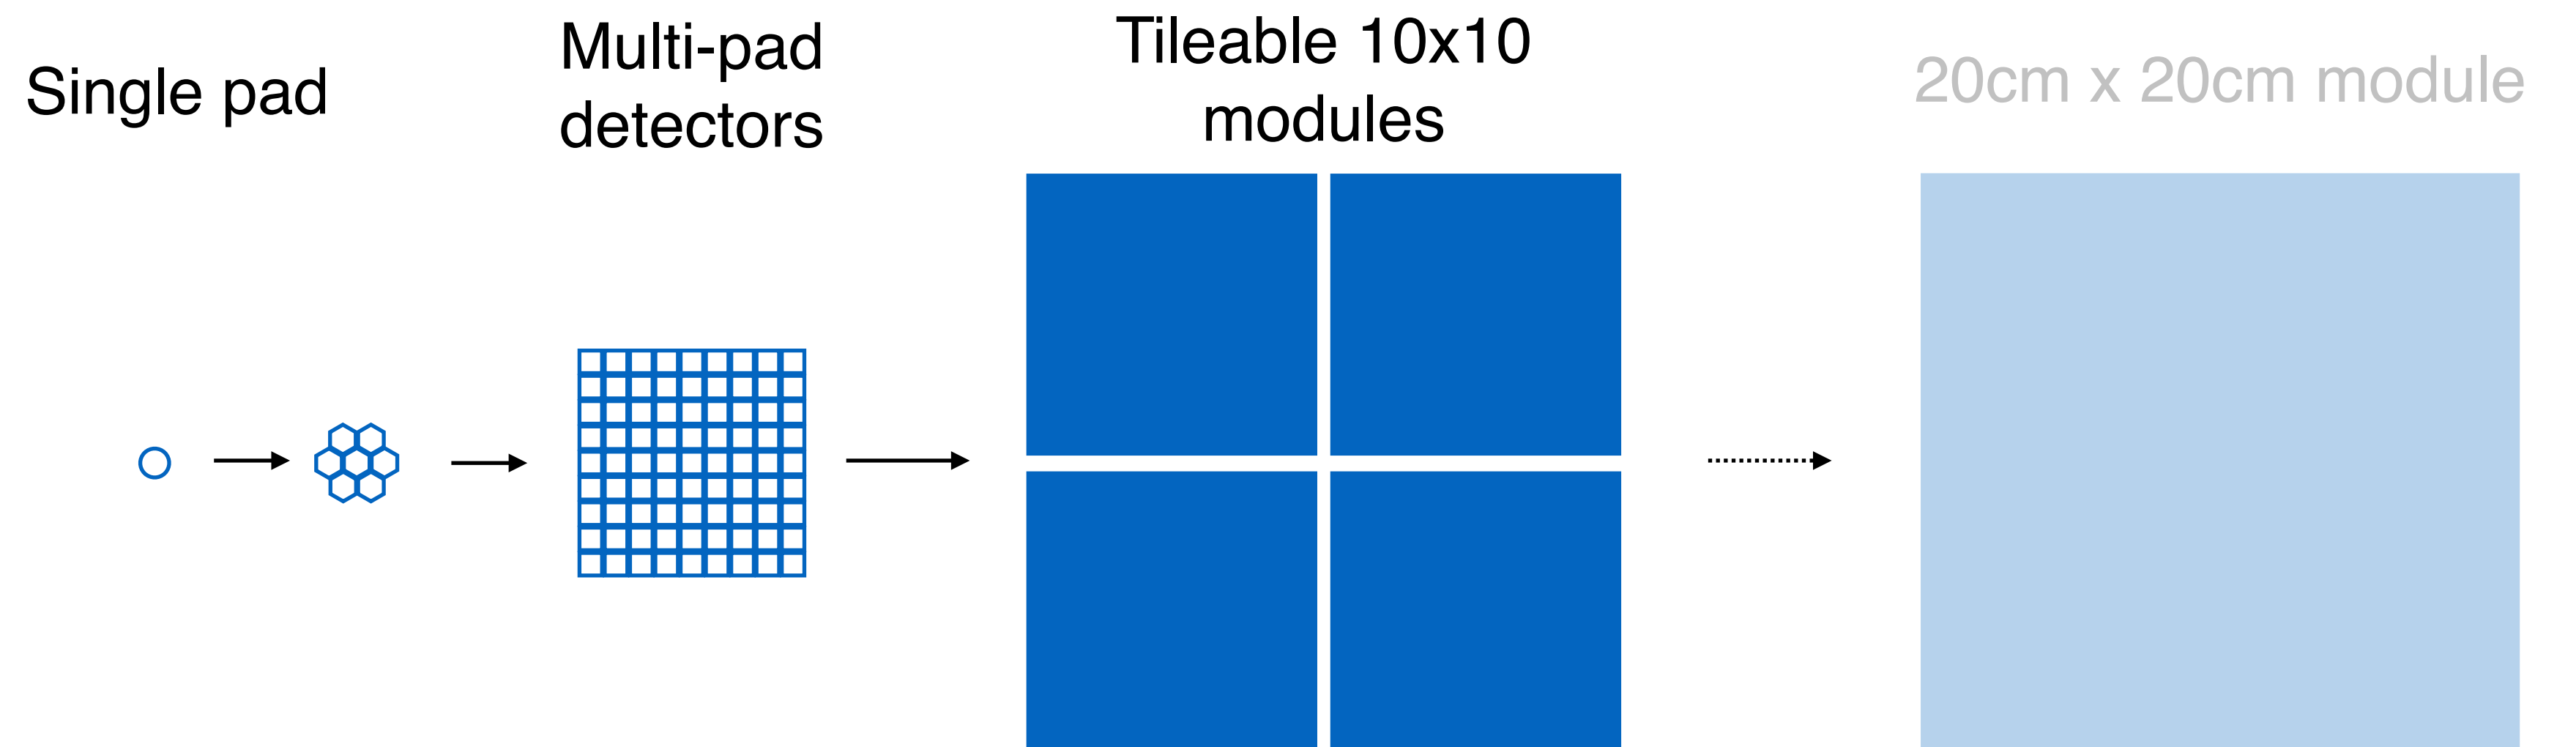 Single pad
Multi-pad
detectors
Tileable 10x10
modules
20cm x 20cm module